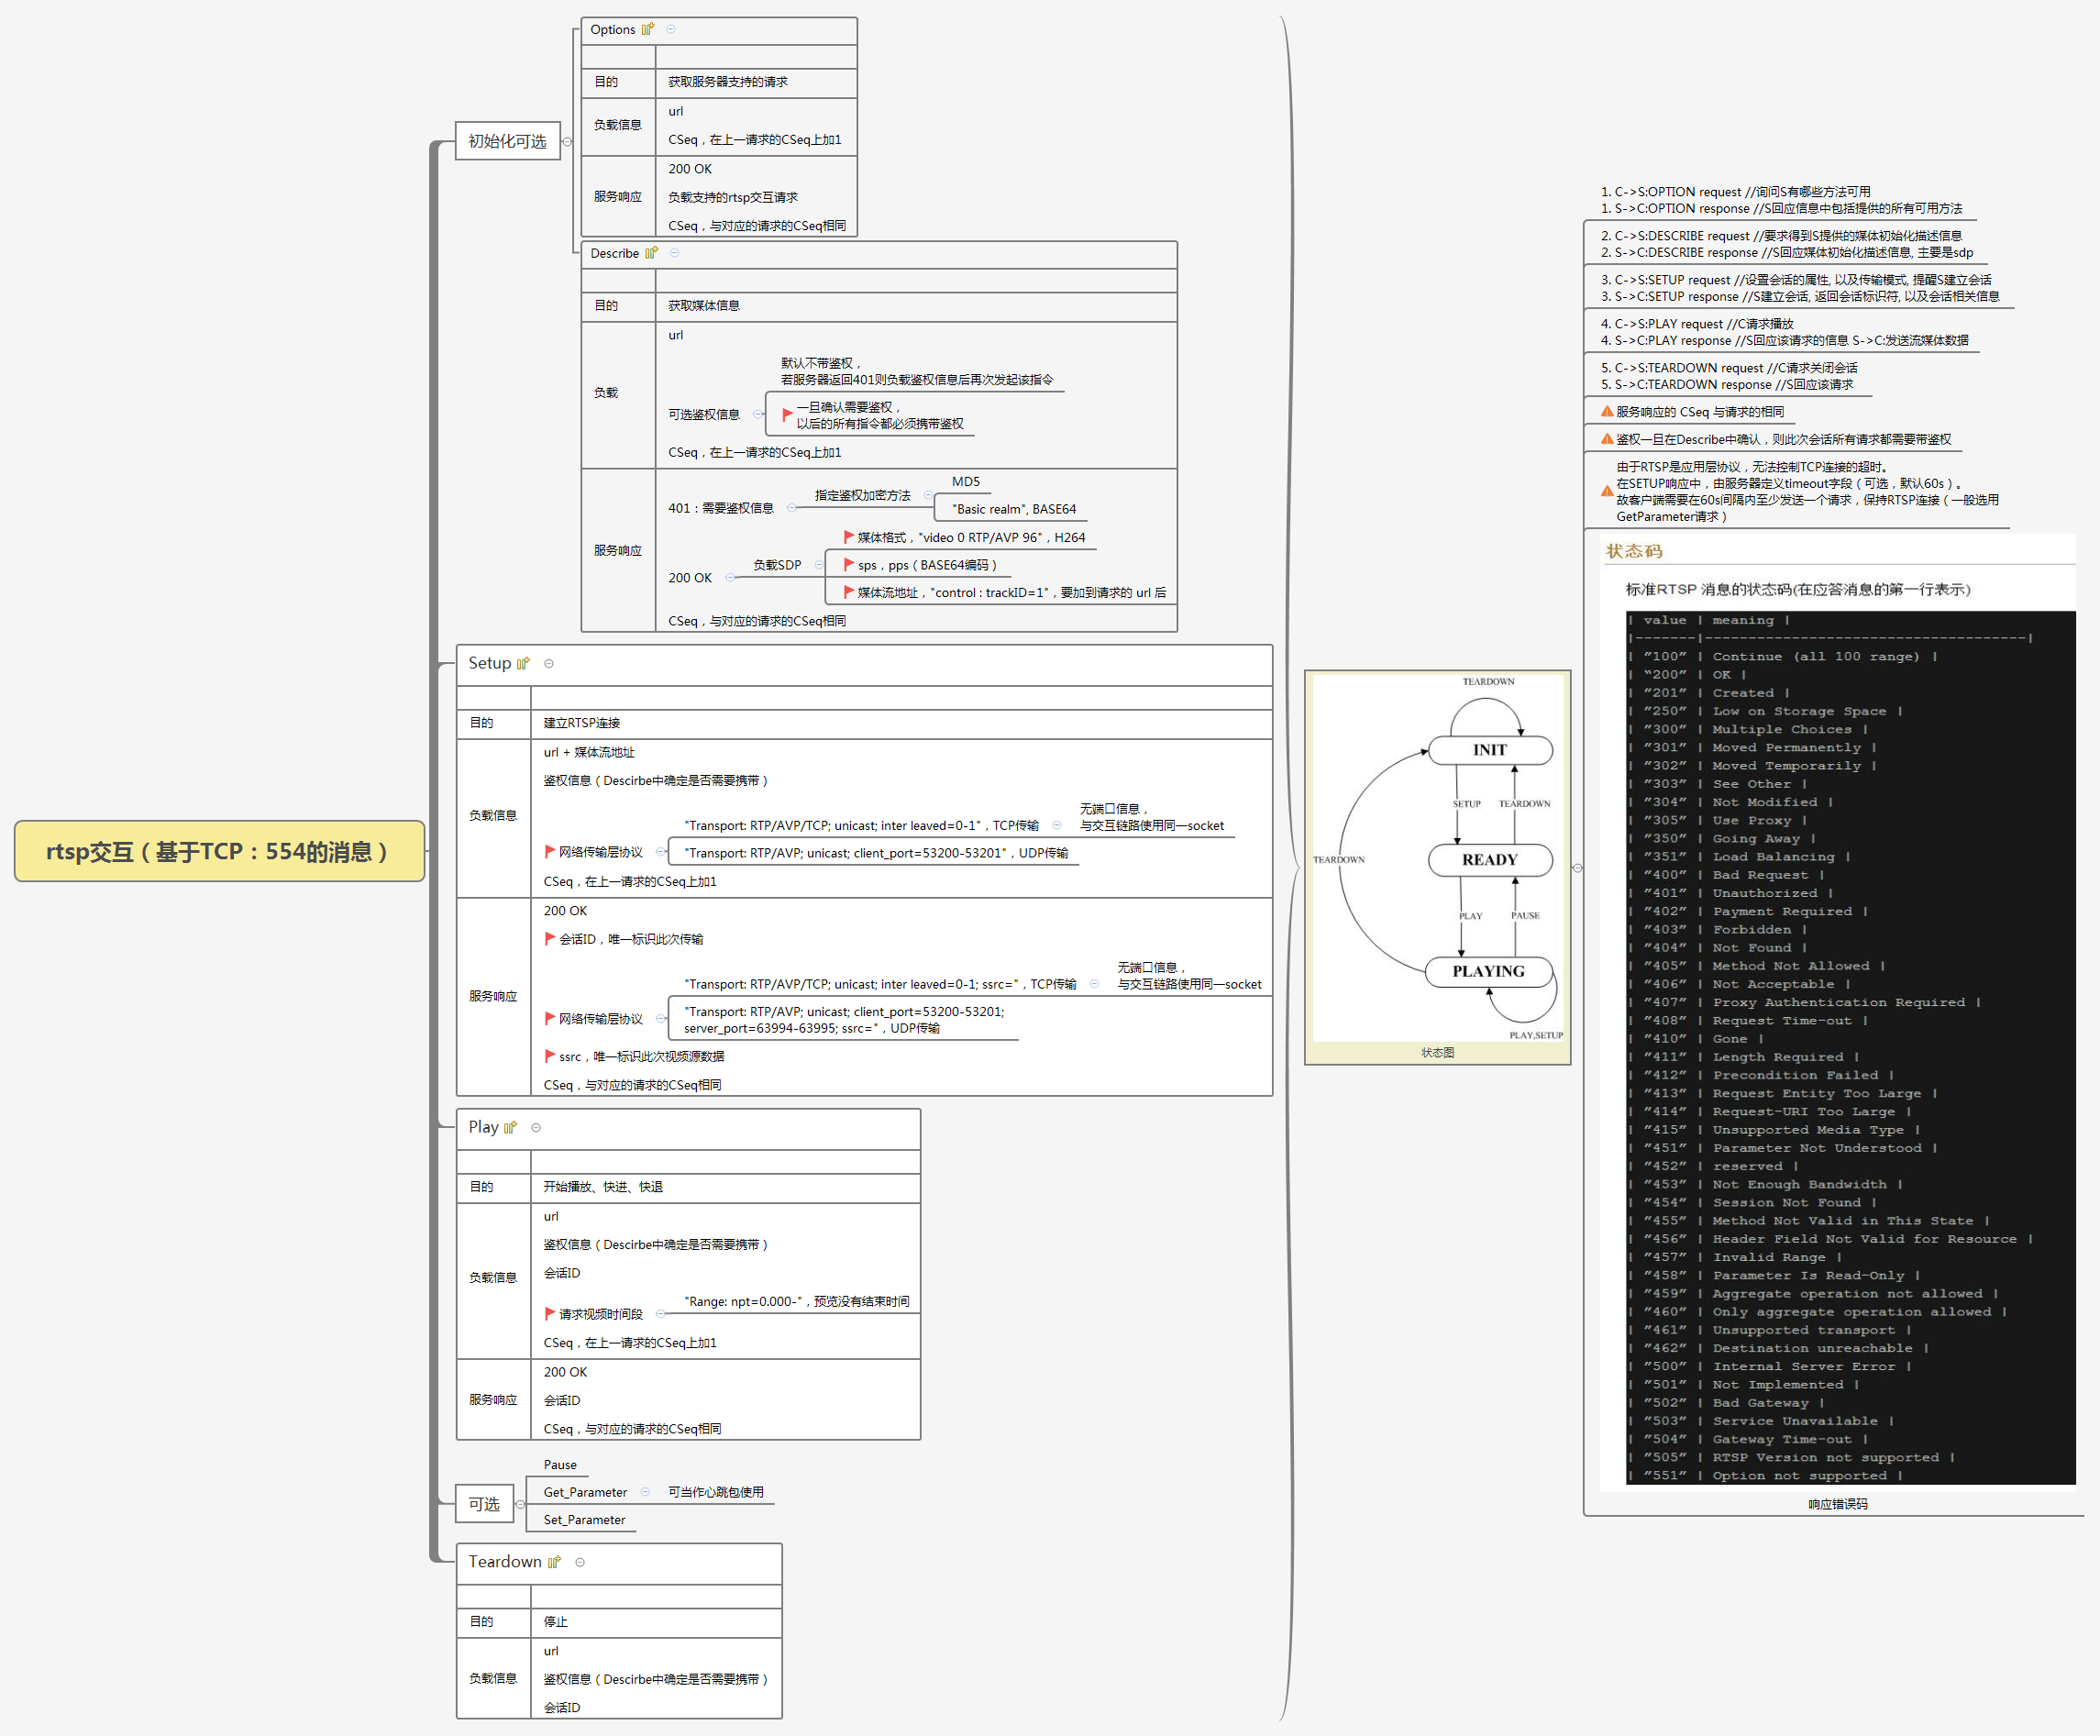 rtsp交互（基于TCP：554的消息）
初始化可选
Options
目的
获取服务器支持的请求
负载信息
url
CSeq，在上一请求的CSeq上加1
服务响应
200 OK
负载支持的rtsp交互请求
CSeq，与对应的请求的CSeq相同
Describe
目的
获取媒体信息
负载
url
可选鉴权信息
默认不带鉴权，
若服务器返回401则负载鉴权信息后再次发起该指令
一旦确认需要鉴权，
以后的所有指令都必须携带鉴权
CSeq，在上一请求的CSeq上加1
服务响应
401：需要鉴权信息
指定鉴权加密方法
MD5
"Basic realm", BASE64
200 OK
负载SDP
媒体格式，"video 0 RTP/AVP 96"，H264
sps，pps（BASE64编码）
媒体流地址，"control : trackID=1"，要加到请求的 url 后
CSeq，与对应的请求的CSeq相同
Setup
目的
建立RTSP连接
负载信息
url + 媒体流地址
鉴权信息（Descirbe中确定是否需要携带）
网络传输层协议
"Transport: RTP/AVP/TCP; unicast; inter leaved=0-1"，TCP传输
无端口信息，
与交互链路使用同一socket
"Transport: RTP/AVP; unicast; client_port=53200-53201"，UDP传输
CSeq，在上一请求的CSeq上加1
服务响应
200 OK
会话ID，唯一标识此次传输
网络传输层协议
"Transport: RTP/AVP/TCP; unicast; inter leaved=0-1; ssrc="，TCP传输
无端口信息，
与交互链路使用同一socket
"Transport: RTP/AVP; unicast; client_port=53200-53201;
server_port=63994-63995; ssrc="，UDP传输
ssrc，唯一标识此次视频源数据
CSeq，与对应的请求的CSeq相同
Play
目的
开始播放、快进、快退
负载信息
url
鉴权信息（Descirbe中确定是否需要携带）
会话ID
请求视频时间段
"Range: npt=0.000-"，预览没有结束时间
CSeq，在上一请求的CSeq上加1
服务响应
200 OK
会话ID
CSeq，与对应的请求的CSeq相同
可选
Pause
Get_Parameter
可当作心跳包使用
Set_Parameter
Teardown
目的
停止
负载信息
url
鉴权信息（Descirbe中确定是否需要携带）
会话ID
TEARDOWN
INIT
SETUP
TEARDOWN
READY
TEARDOWN
PLAY
PAUSE
PLAYING
PLAY,SETUP
状态图
1. C->S:OPTION request //询问S有哪些方法可用
1. S->C:OPTION response //S回应信息中包括提供的所有可用方法
2. C->S:DESCRIBE request //要求得到S提供的媒体初始化描述信息
2. S->C:DESCRIBE response //S回应媒体初始化描述信息, 主要是sdp
3. C->S:SETUP request //设置会话的属性, 以及传输模式, 提醒S建立会话
3. S->C:SETUP response //S建立会话, 返回会话标识符, 以及会话相关信息
4. C->S:PLAY request //C请求播放
4. S->C:PLAY response //S回应该请求的信息 S->C:发送流媒体数据
5. C->S:TEARDOWN request //C请求关闭会话
5. S->C:TEARDOWN response //S回应该请求
服务响应的 CSeq 与请求的相同
鉴权一旦在Describe中确认，则此次会话所有请求都需要带鉴权
由于RTSP是应用层协议，无法控制TCP连接的超时。
在SETUP响应中，由服务器定义timeout字段（可选，默认60s）。
故客户端需要在60s间隔内至少发送一个请求，保持RTSP连接（一般选用
GetParameter请求）
状态码
标准RTSP 消息的状态码(在应答消息的第一行表示)
| value | meaning |
|-------|-------------------------------------|
| "100" | Continue (all 100 range) |
| "200" | OK |
| "201" | Created |
| "250" | Low on Storage Space |
| "300" | Multiple Choices |
| "301" | Moved Permanently |
| "302" | Moved Temporarily |
| "303" | See Other |
| "304" | Not Modified |
| "305" | Use Proxy |
| "350" | Going Away |
| "351" | Load Balancing |
| "400" | Bad Request |
| "401" | Unauthorized |
| "402" | Payment Required |
| "403" | Forbidden |
| "404" | Not Found |
| "405" | Method Not Allowed |
| "406" | Not Acceptable |
| "407" | Proxy Authentication Required |
| "408" | Request Time-out |
| "410" | Gone |
| "411" | Length Required |
| "412" | Precondition Failed |
| "413" | Request Entity Too Large |
| "414" | Request-URI Too Large |
| "415" | Unsupported Media Type |
| "451" | Parameter Not Understood |
| "452" | reserved |
| "453" | Not Enough Bandwidth |
| "454" | Session Not Found |
| "455" | Method Not Valid in This State |
| "456" | Header Field Not Valid for Resource |
| "457" | Invalid Range |
| "458" | Parameter Is Read-Only |
| "459" | Aggregate operation not allowed |
| "460" | Only aggregate operation allowed |
| "461" | Unsupported transport |
| "462" | Destination unreachable |
| "500" | Internal Server Error |
| "501" | Not Implemented |
| "502" | Bad Gateway |
| "503" | Service Unavailable |
| "504" | Gateway Time-out |
| "505" | RTSP Version not supported |
| "551" | Option not supported |
响应错误码